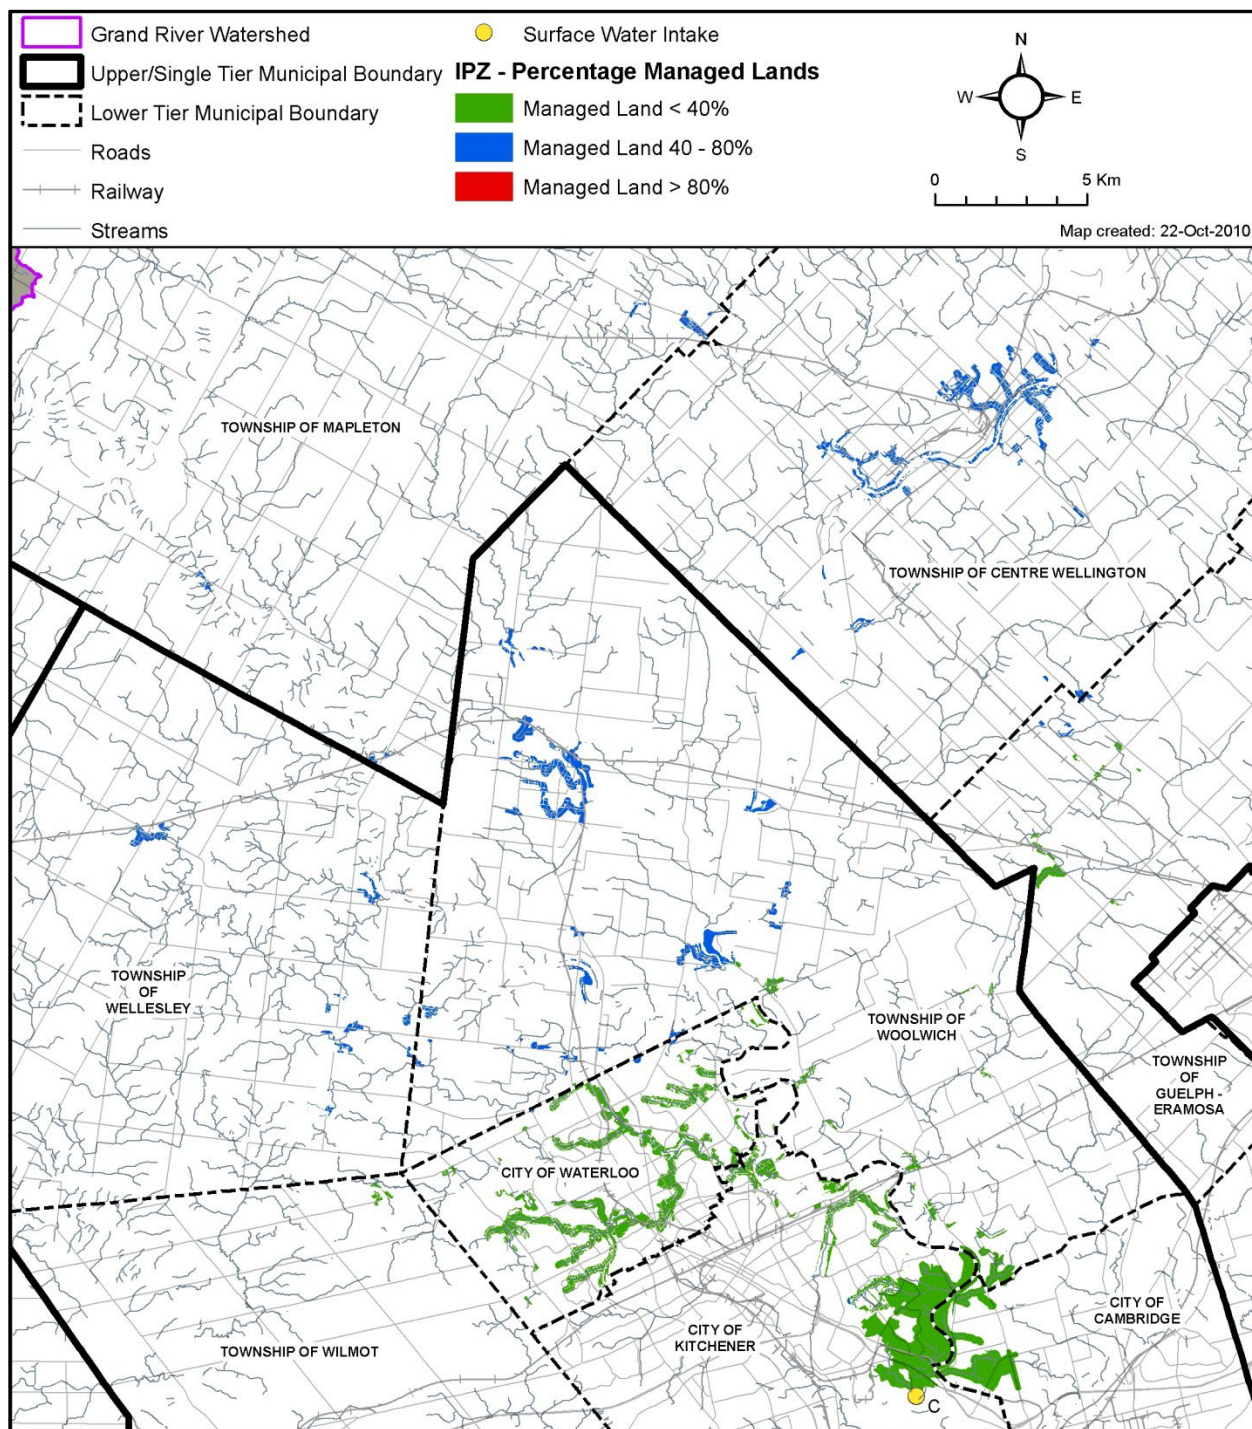 Grand River Watershed
Upper/Single Tier Municipal Boundary
Lower Tier Municipal Boundary
Roads
Railway
Streams
Surface Water Intake
IPZ - Percentage Managed Lands
Managed Land < 40%
Managed Land 40 - 80%
Managed Land > 80%
N
W
E
S
0
5 Km
Map created: 22-Oct-2010
TOWNSHIP OF MAPLETON
TOWNSHIP OF CENTRE WELLINGTON
TOWNSHIP
OF
WELLESLEY
TOWNSHIP OF
WOOLWICH
TOWNSHIP
OF
GUELPH -
ERAMOSA
CITY OF WATERLOO
CITY OF
CAMBRIDGE
CITY OF
KITCHENER
TOWNSHIP OF WILMOT
C